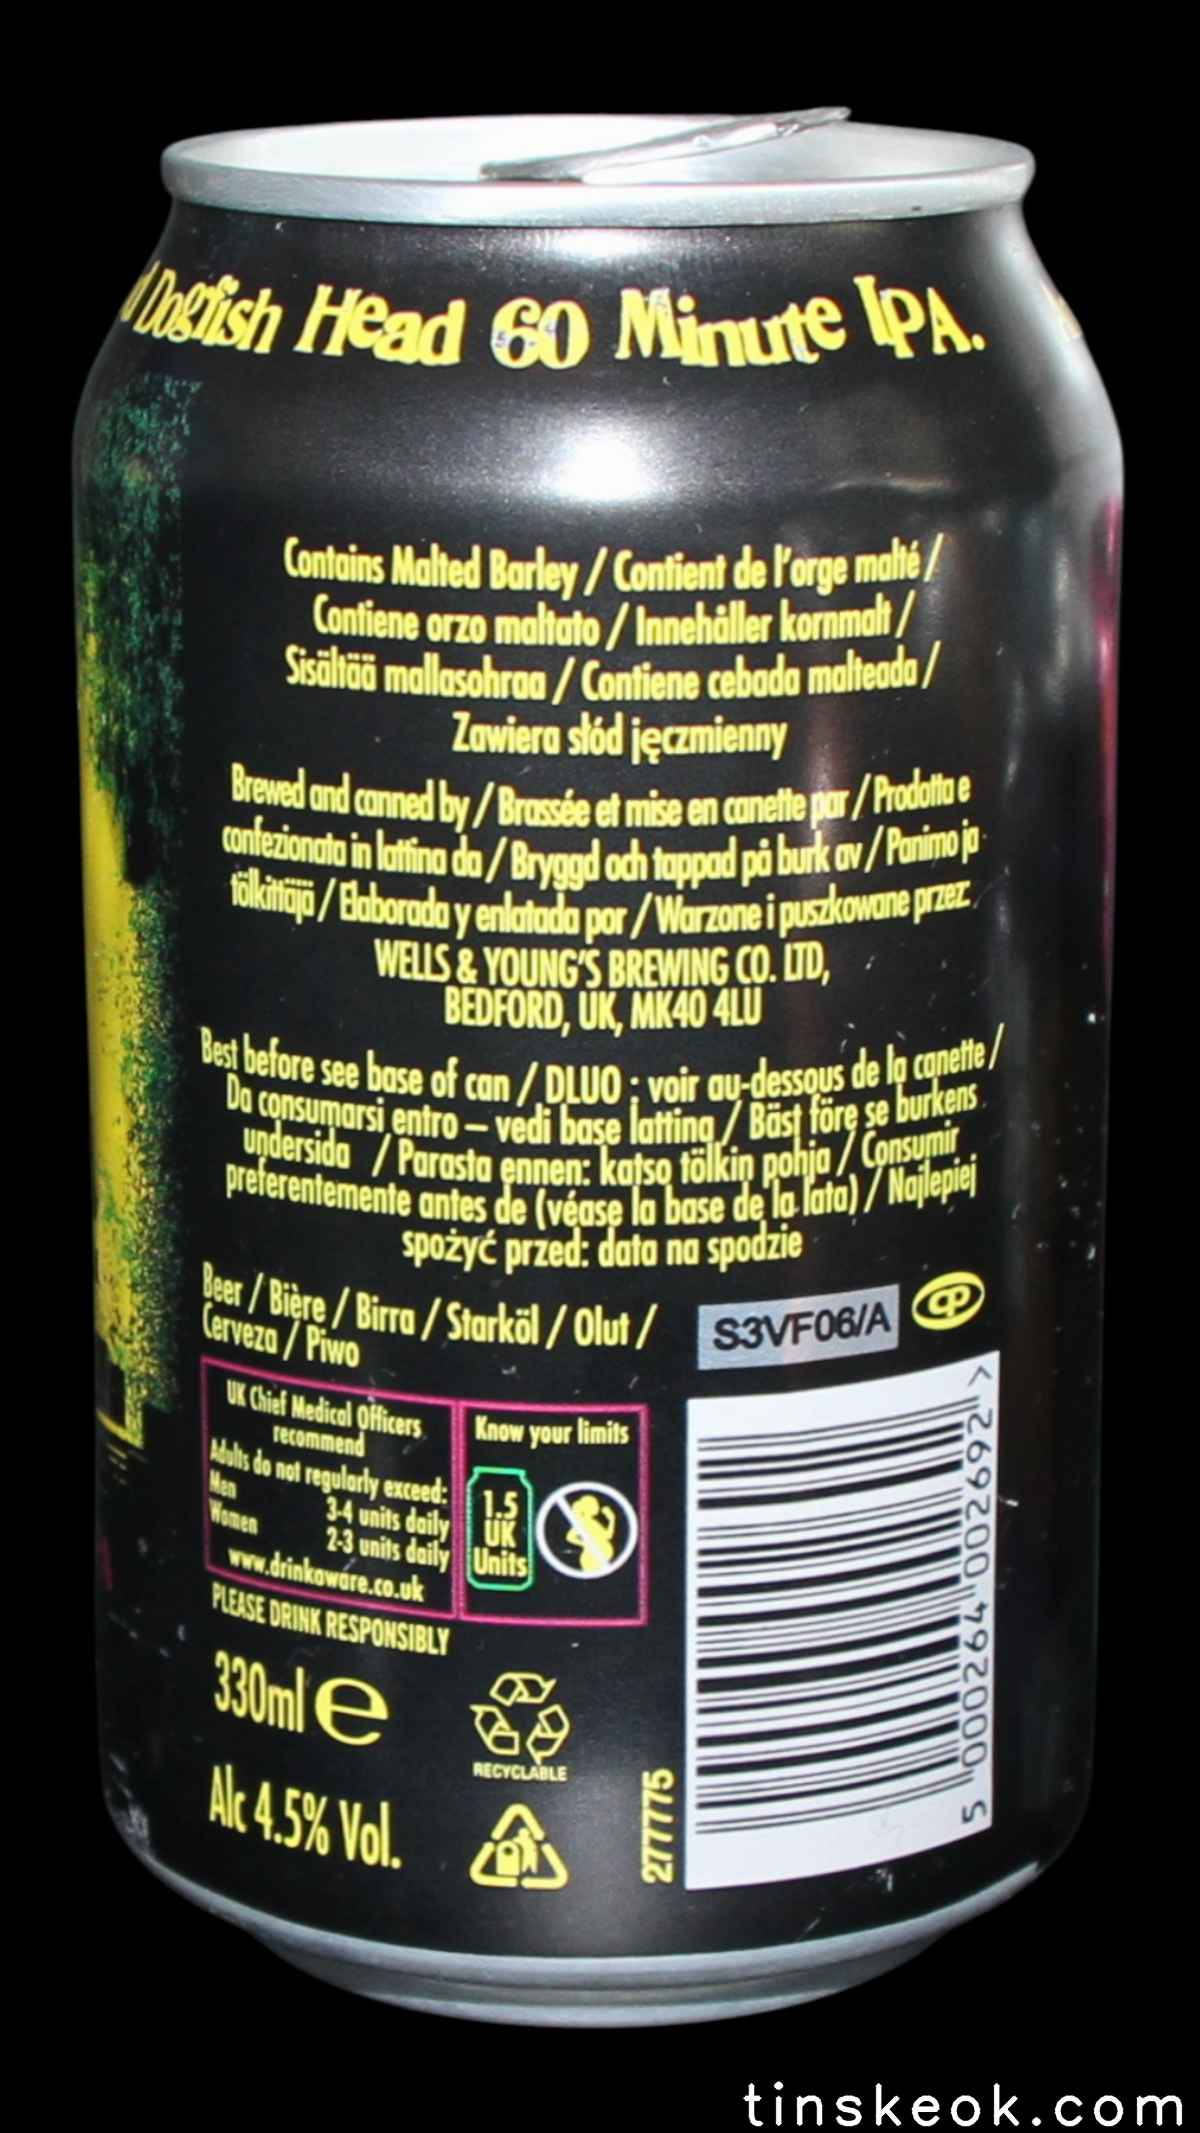 Dogfish Head 60 Minute IPA.
Contains Malted Barley / Contient de l'orge malté /
Contiene orzo maltato / Innehåller kornmalt /
Sisältää mallasohraa / Contiene cebada malteada /
Zawiera słód jęczmienny
Brewed and canned by / Brassée et mise en canette par / Prodotta e
confezionata in lattina da / Bryggd och tappad på burk av / Panimo ja
tölkittäjä / Elaborada y enlatada por / Warzone i puszkowane przez:
WELLS & YOUNG'S BREWING CO. LTD,
BEDFORD, UK, MK40 4LU
Best before see base of can / DLUO : voir au-dessous de la canette /
Da consumarsi entro – vedi base latting / Bäst före se burkens
undersida / Parasta ennen: katso tölkin pohja / Consumir
preferentemente antes de (véase la base de la lata) / Najlepiej
spożyć przed: data na spodzie
Beer / Bière / Birra / Starköl / Olut /
Cerveza / Piwo
S3VF06/A
UK Chief Medical Officers
recommend
Adults do not regularly exceed:
Men 3-4 units daily
Women 2-3 units daily
www.drinkaware.co.uk
Know your limits
1.5
UK
Units
PLEASE DRINK RESPONSIBLY
330ml e
RECYCLABLE
Alc 4.5% Vol.
277775
5 000264 002692 >
tinskeok.com